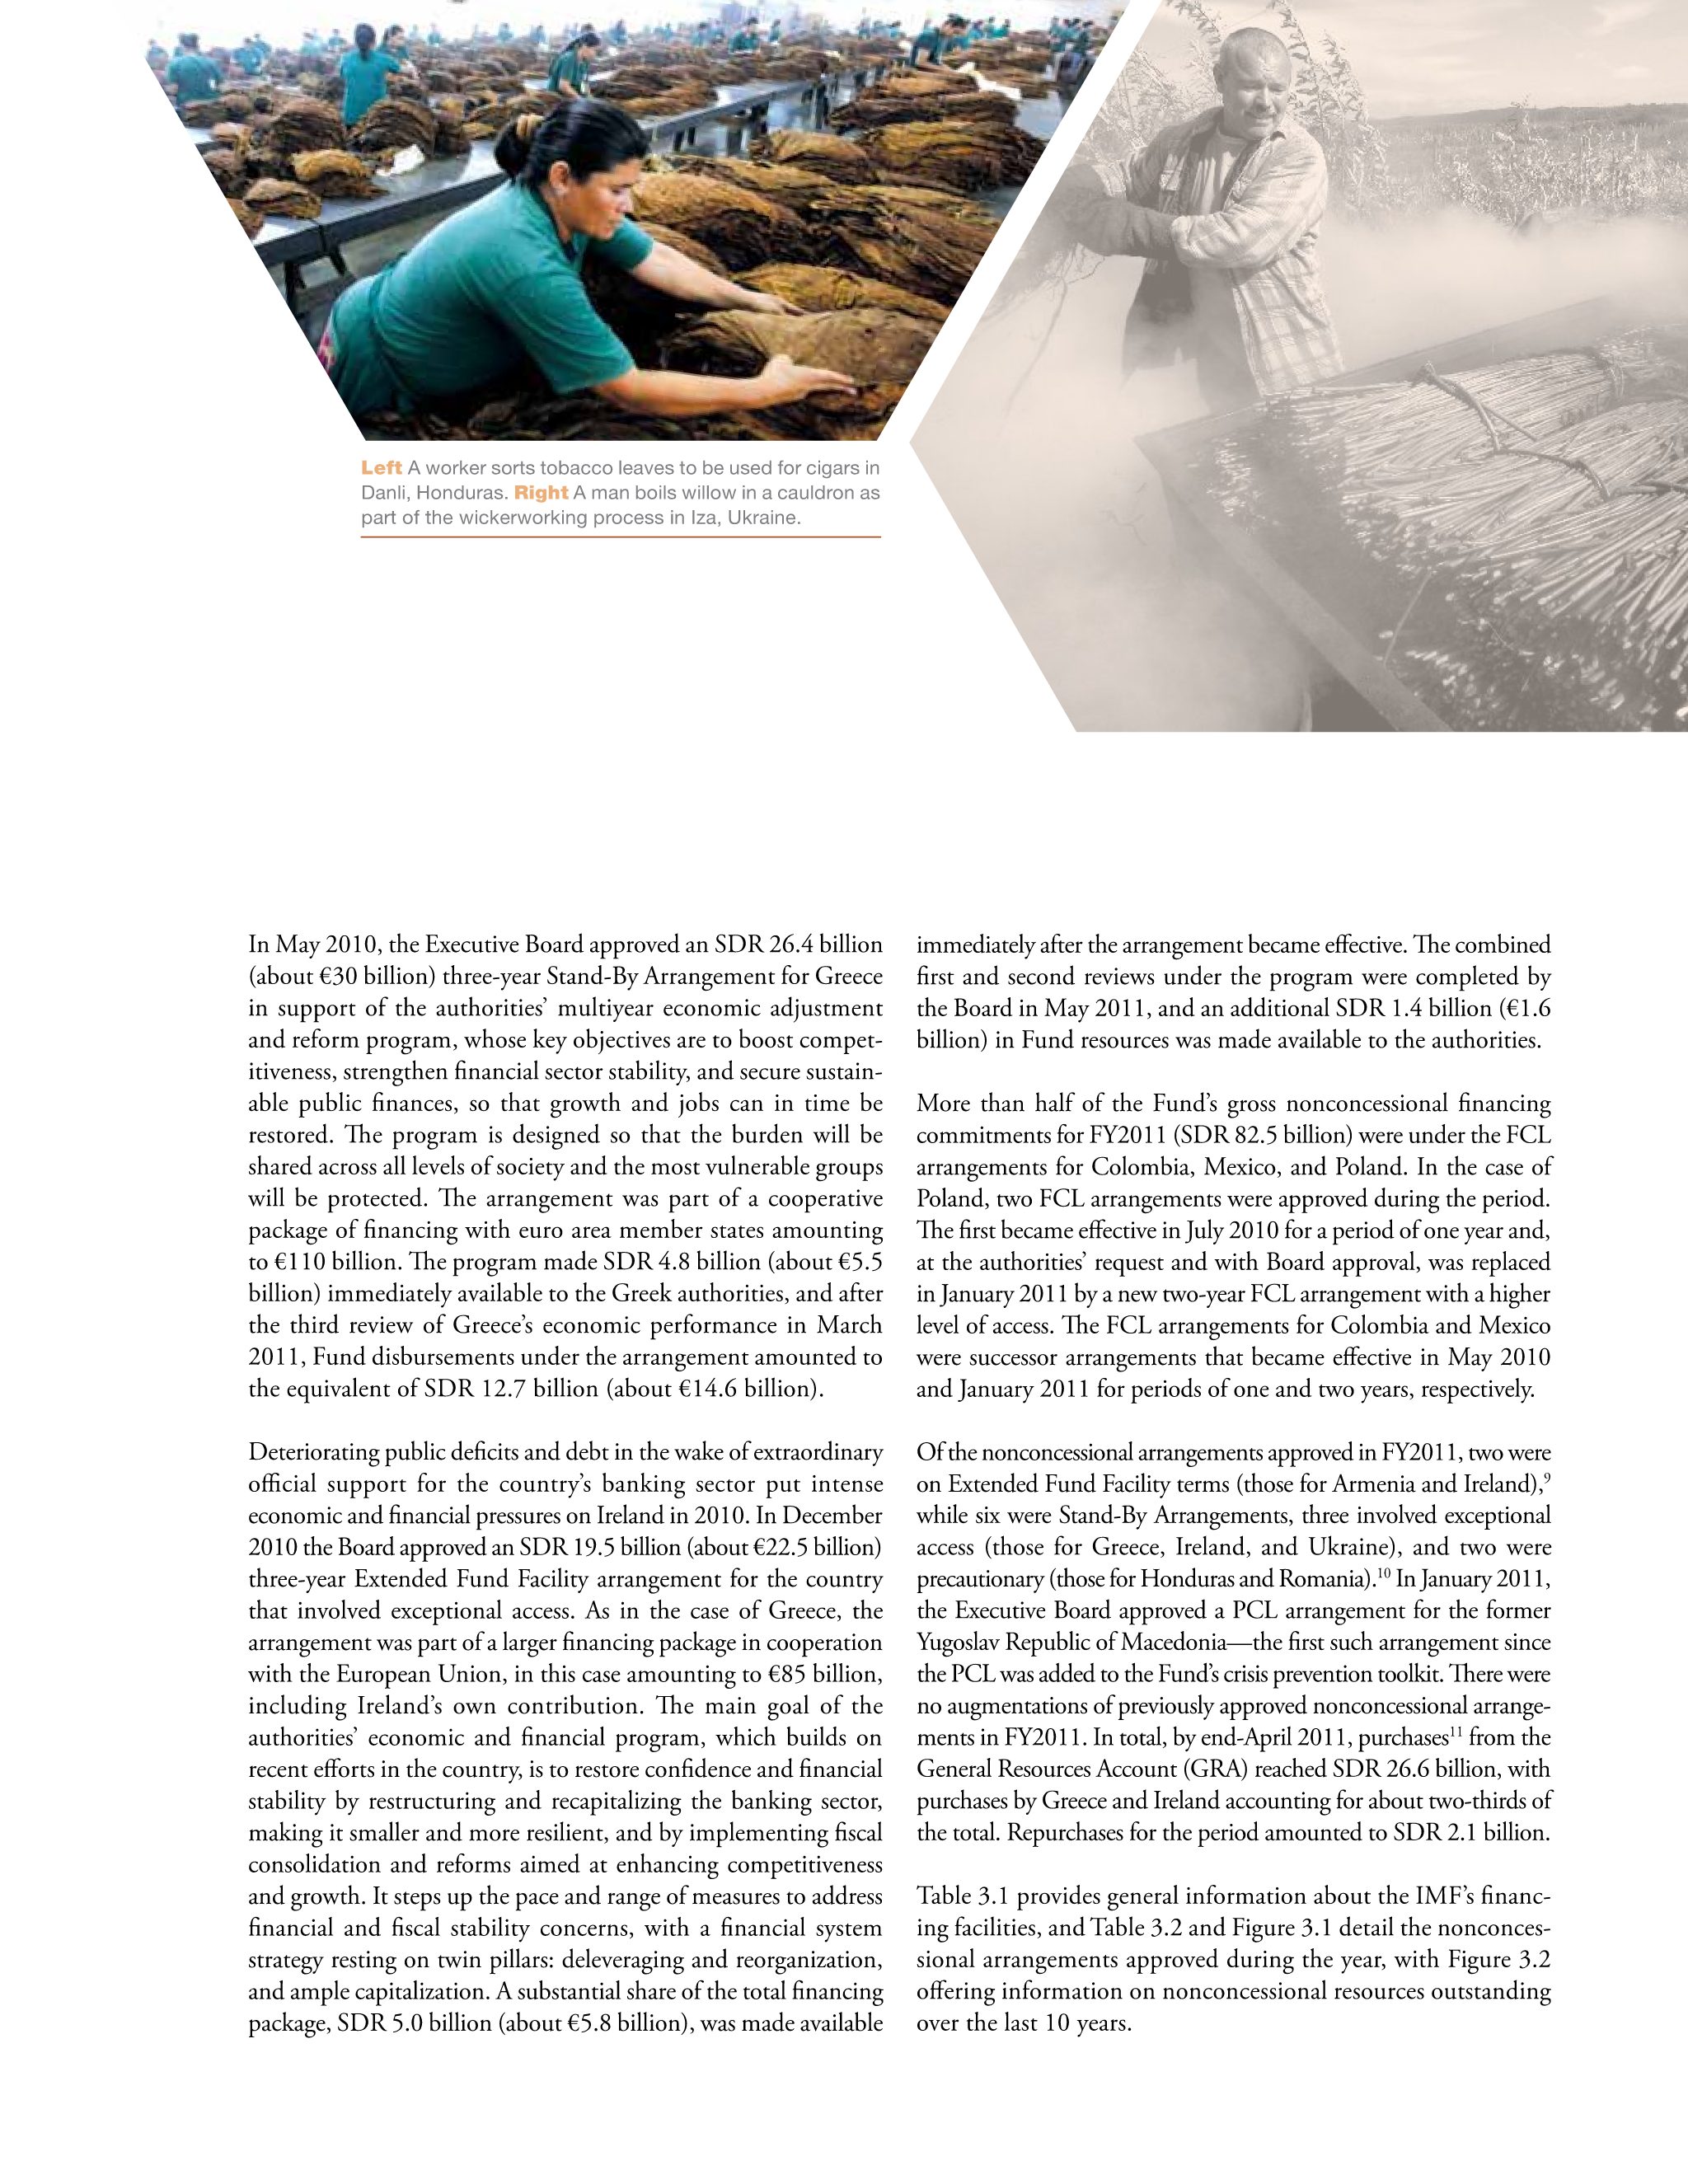 Left A worker sorts tobacco leaves to be used for cigars in
Danli, Honduras. Right A man boils willow in a cauldron as
part of the wickerworking process in Iza, Ukraine.
In May 2010, the Executive Board approved an SDR 26.4 billion
(about €30 billion) three-year Stand-By Arrangement for Greece
in support of the authorities’ multiyear economic adjustment
and reform program, whose key objectives are to boost compet-
itiveness, strengthen financial sector stability, and secure sustain-
able public finances, so that growth and jobs can in time be
restored. The program is designed so that the burden will be
shared across all levels of society and the most vulnerable groups
will be protected. The arrangement was part of a cooperative
package of financing with euro area member states amounting
to €110 billion. The program made SDR 4.8 billion (about €5.5
billion) immediately available to the Greek authorities, and after
the third review of Greece’s economic performance in March
2011, Fund disbursements under the arrangement amounted to
the equivalent of SDR 12.7 billion (about €14.6 billion).
Deteriorating public deficits and debt in the wake of extraordinary
official support for the country’s banking sector put intense
economic and financial pressures on Ireland in 2010. In December
2010 the Board approved an SDR 19.5 billion (about €22.5 billion)
three-year Extended Fund Facility arrangement for the country
that involved exceptional access. As in the case of Greece, the
arrangement was part of a larger financing package in cooperation
with the European Union, in this case amounting to €85 billion,
including Ireland’s own contribution. The main goal of the
authorities’ economic and financial program, which builds on
recent efforts in the country, is to restore confidence and financial
stability by restructuring and recapitalizing the banking sector,
making it smaller and more resilient, and by implementing fiscal
consolidation and reforms aimed at enhancing competitiveness
and growth. It steps up the pace and range of measures to address
financial and fiscal stability concerns, with a financial system
strategy resting on twin pillars: deleveraging and reorganization,
and ample capitalization. A substantial share of the total financing
package, SDR 5.0 billion (about €5.8 billion), was made available
immediately after the arrangement became effective. The combined
first and second reviews under the program were completed by
the Board in May 2011, and an additional SDR 1.4 billion (€1.6
billion) in Fund resources was made available to the authorities.
More than half of the Fund’s gross nonconcessional financing
commitments for FY2011 (SDR 82.5 billion) were under the FCL
arrangements for Colombia, Mexico, and Poland. In the case of
Poland, two FCL arrangements were approved during the period.
The first became effective in July 2010 for a period of one year and,
at the authorities’ request and with Board approval, was replaced
in January 2011 by a new two-year FCL arrangement with a higher
level of access. The FCL arrangements for Colombia and Mexico
were successor arrangements that became effective in May 2010
and January 2011 for periods of one and two years, respectively.
Of the nonconcessional arrangements approved in FY2011, two were
on Extended Fund Facility terms (those for Armenia and Ireland),⁹
while six were Stand-By Arrangements, three involved exceptional
access (those for Greece, Ireland, and Ukraine), and two were
precautionary (those for Honduras and Romania).¹⁰ In January 2011,
the Executive Board approved a PCL arrangement for the former
Yugoslav Republic of Macedonia—the first such arrangement since
the PCL was added to the Fund’s crisis prevention toolkit. There were
no augmentations of previously approved nonconcessional arrange-
ments in FY2011. In total, by end-April 2011, purchases¹¹ from the
General Resources Account (GRA) reached SDR 26.6 billion, with
purchases by Greece and Ireland accounting for about two-thirds of
the total. Repurchases for the period amounted to SDR 2.1 billion.
Table 3.1 provides general information about the IMF’s financ-
ing facilities, and Table 3.2 and Figure 3.1 detail the nonconces-
sional arrangements approved during the year, with Figure 3.2
offering information on nonconcessional resources outstanding
over the last 10 years.